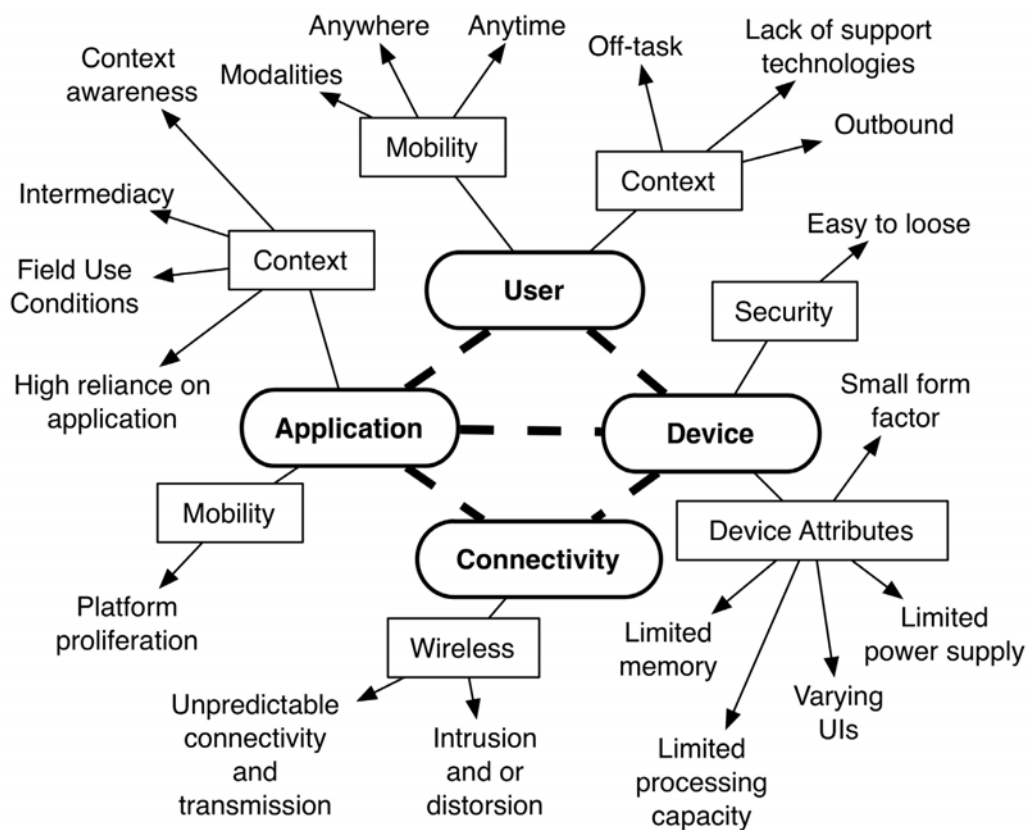 Anywhere
Anytime
Modalities
Mobility
Context
awareness
Off-task
Lack of support
technologies
Outbound
Context
Intermediacy
Context
Field Use
Conditions
High reliance on
application
User
Easy to loose
Security
Application
Device
Small form
factor
Mobility
Platform
proliferation
Connectivity
Device Attributes
Wireless
Limited
memory
Limited
power supply
Varying
UIs
Limited
processing
capacity
Unpredictable
connectivity
and
transmission
Intrusion
and or
distorsion